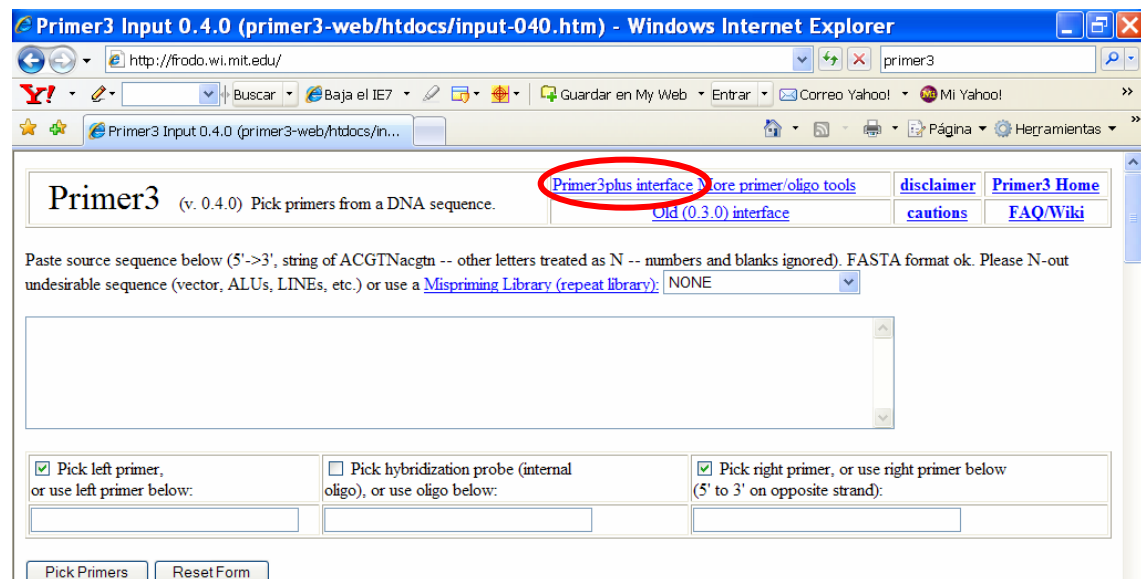 Primer3 Input 0.4.0 (primer3-web/htdocs/input-040.htm) - Windows Internet Explorer
http://frodo.wi.mit.edu/ primer3
Y! Buscar Baja el IE7 Guardar en My Web Entrar Correo Yahoo! Mi Yahoo! »
Primer3 Input 0.4.0 (primer3-web/htdocs/in... Página Herramientas »
Primer3 (v. 0.4.0) Pick primers from a DNA sequence.
Primer3plus interface More primer/oligo tools disclaimer Primer3 Home
Old (0.3.0) interface cautions FAQ/Wiki
Paste source sequence below (5'->3', string of ACGTNacgtn -- other letters treated as N -- numbers and blanks ignored). FASTA format ok. Please N-out
undesirable sequence (vector, ALUs, LINEs, etc.) or use a Mispriming Library (repeat library): NONE
Pick left primer,
or use left primer below:
Pick hybridization probe (internal
oligo), or use oligo below:
Pick right primer, or use right primer below
(5' to 3' on opposite strand):
Pick Primers Reset Form